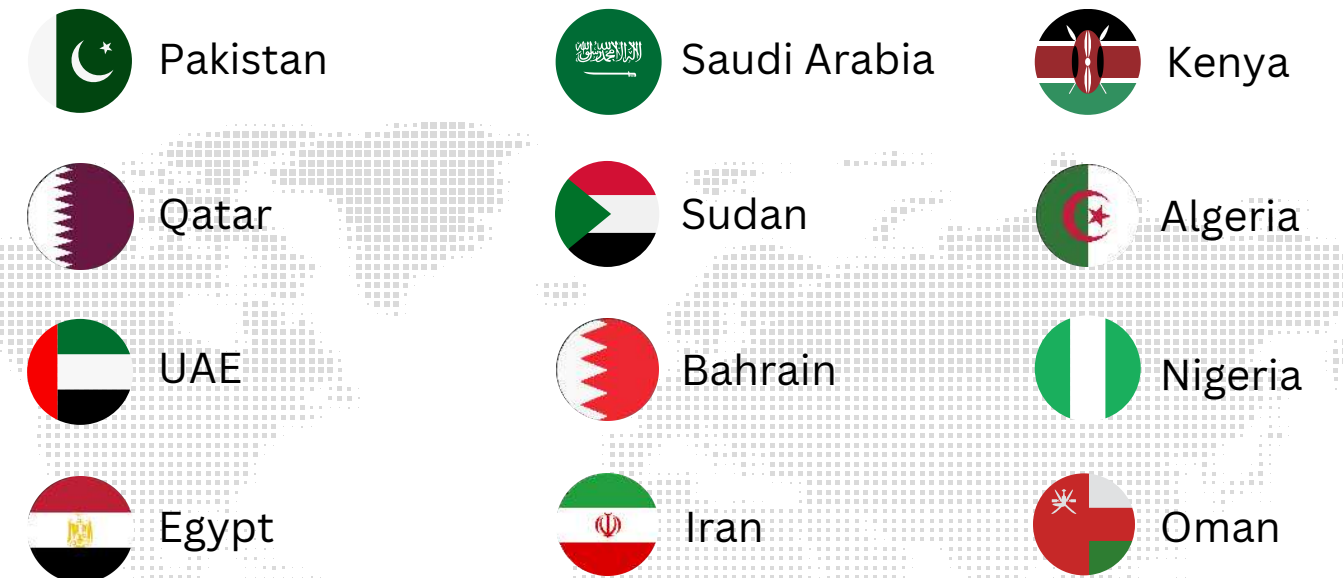 Pakistan
Saudi Arabia
Kenya
Qatar
Sudan
Algeria
UAE
Bahrain
Nigeria
Egypt
Iran
Oman